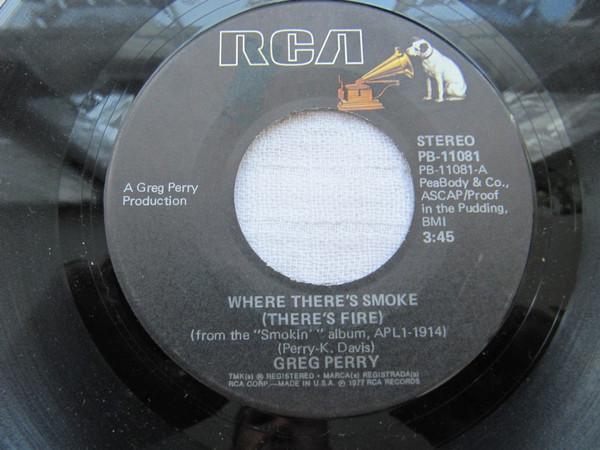 RCA
STEREO
PB-11081
PB-11081-A
PeaBody & Co.,
ASCAP/Proof
in the Pudding,
BMI
3:45
A Greg Perry
Production
WHERE THERE'S SMOKE
(THERE'S FIRE)
(from the "Smokin' " album, APL1-1914)
(Perry-K. Davis)
GREG PERRY
TMK(s) ® REGISTERED • MARCA(s) REGISTRADA(s)
RCA CORP.—MADE IN U.S.A. ℗ 1977 RCA RECORDS